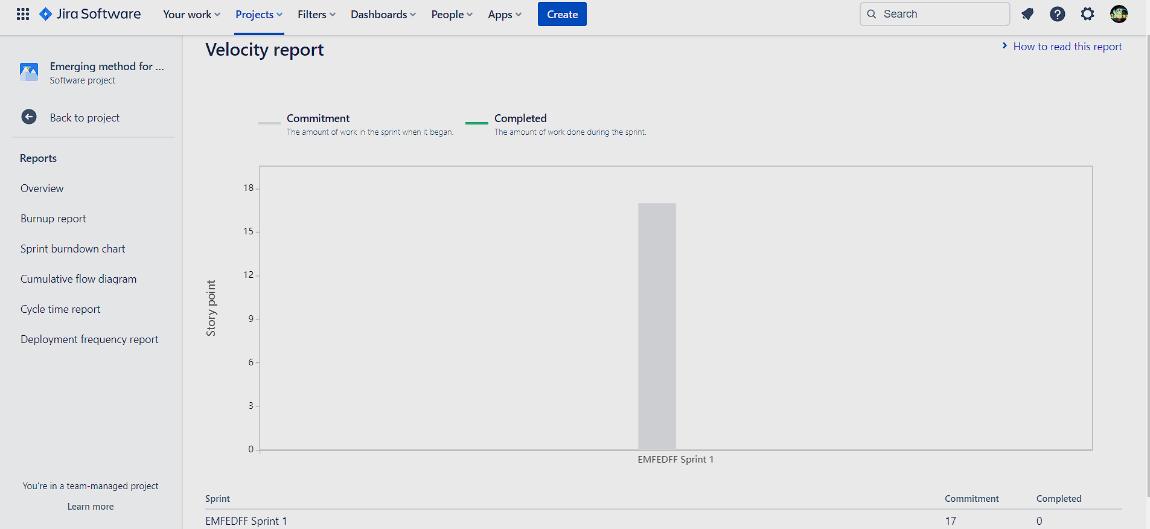 Jira Software Your work Projects Filters Dashboards People Apps Create Search
Emerging method for ...
Software project
Back to project
Reports
Overview
Burnup report
Sprint burndown chart
Cumulative flow diagram
Cycle time report
Deployment frequency report
You're in a team-managed project
Learn more
Velocity report
How to read this report
Commitment
The amount of work in the sprint when it began.
Completed
The amount of work done during the sprint.
Story point
18
15
12
9
6
3
0
EMFEDFF Sprint 1
Sprint Commitment Completed
EMFEDFF Sprint 1 17 0